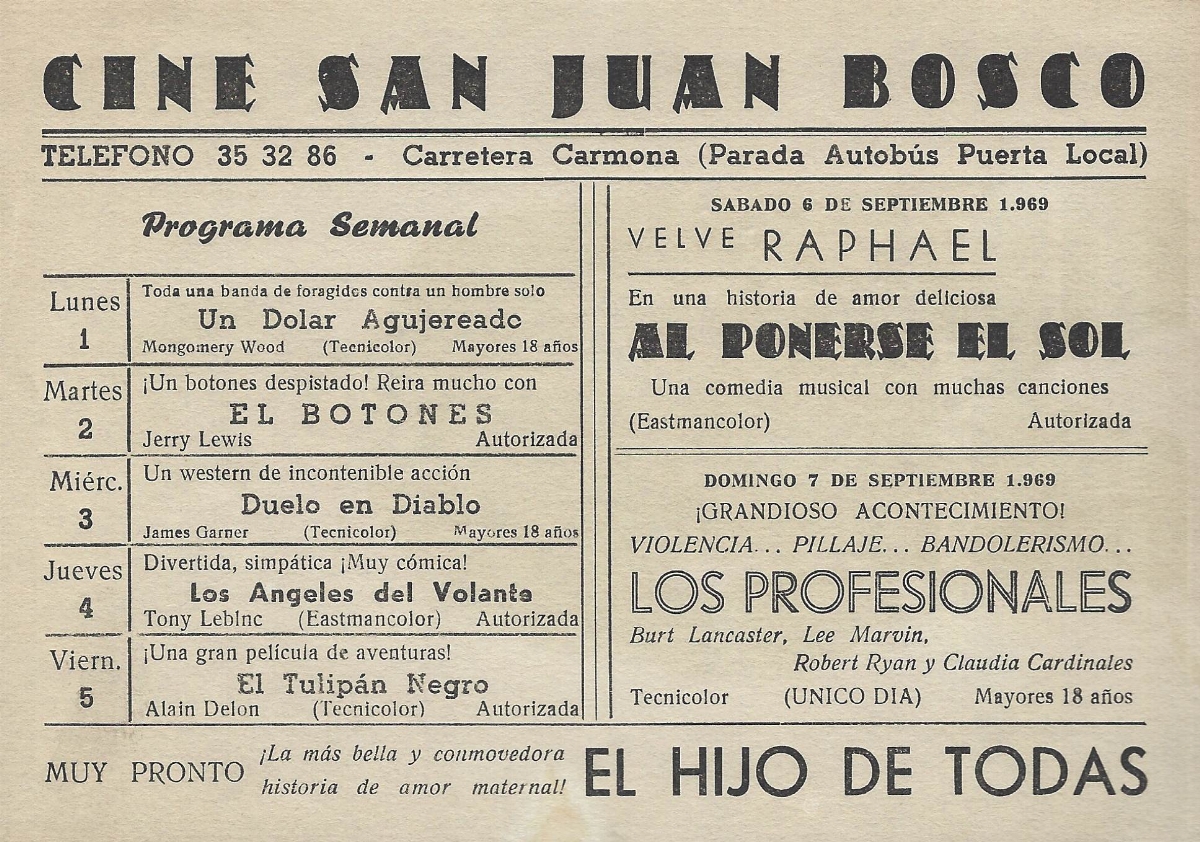 CINE SAN JUAN BOSCO
TELEFONO 35 32 86 - Carretera Carmona (Parada Autobús Puerta Local)
Programa Semanal
Lunes 1
Toda una banda de foragidos contra un hombre solo
Un Dolar Agujereado
Mongomery Wood (Tecnicolor) Mayores 18 años
Martes 2
¡Un botones despistado! Reira mucho con
EL BOTONES
Jerry Lewis Autorizada
Miérc. 3
Un western de incontenible acción
Duelo en Diablo
James Garner (Tecnicolor) Mayores 18 años
Jueves 4
Divertida, simpática ¡Muy cómica!
Los Angeles del Volante
Tony Leblnc (Eastmancolor) Autorizada
Viern. 5
¡Una gran película de aventuras!
El Tulipán Negro
Alain Delon (Tecnicolor) Autorizada
SABADO 6 DE SEPTIEMBRE 1.969
VELVE RAPHAEL
En una historia de amor deliciosa
AL PONERSE EL SOL
Una comedia musical con muchas canciones
(Eastmancolor) Autorizada
DOMINGO 7 DE SEPTIEMBRE 1.969
¡GRANDIOSO ACONTECIMIENTO!
VIOLENCIA... PILLAJE... BANDOLERISMO...
LOS PROFESIONALES
Burt Lancaster, Lee Marvin,
Robert Ryan y Claudia Cardinales
Tecnicolor (UNICO DIA) Mayores 18 años
MUY PRONTO
¡La más bella y conmovedora
historia de amor maternal!
EL HIJO DE TODAS